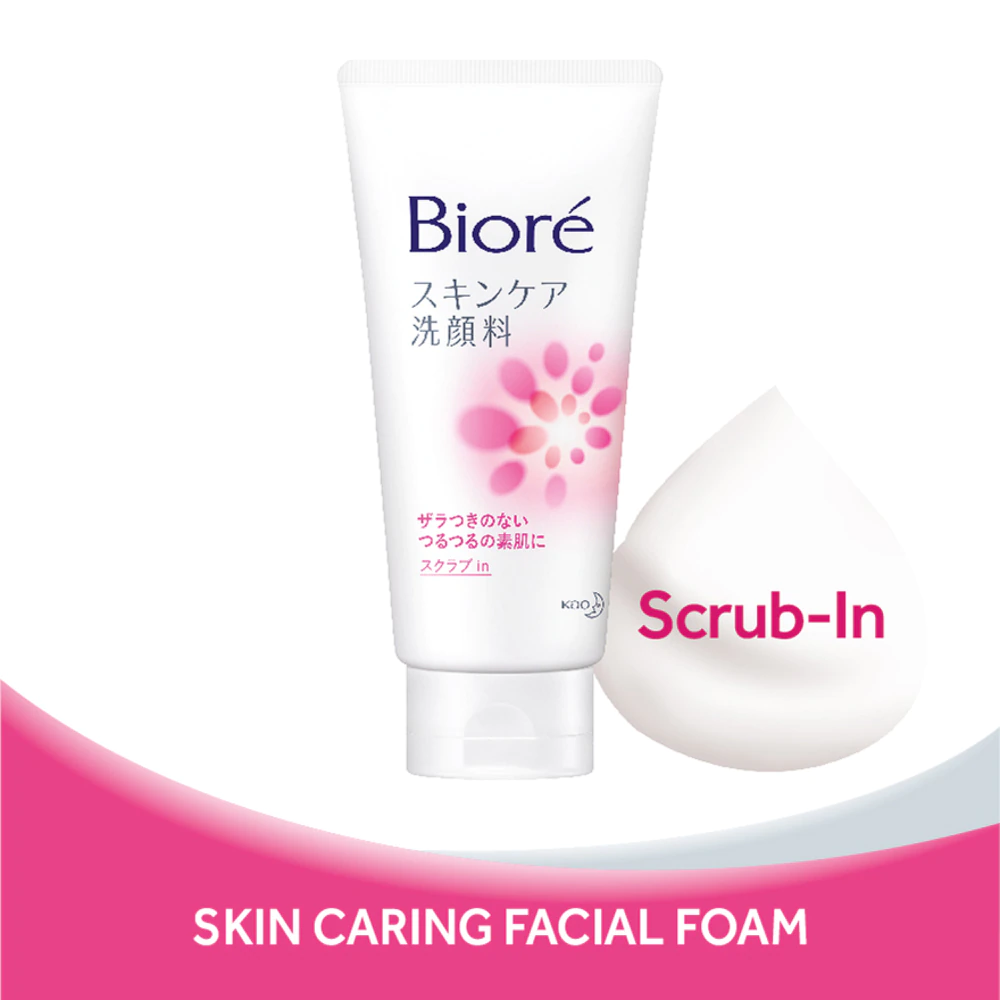 Bioré
スキンケア
洗顔料
ザラつきのない
つるつるの素肌に
スクラブ in
Kao
Scrub-In
SKIN CARING FACIAL FOAM